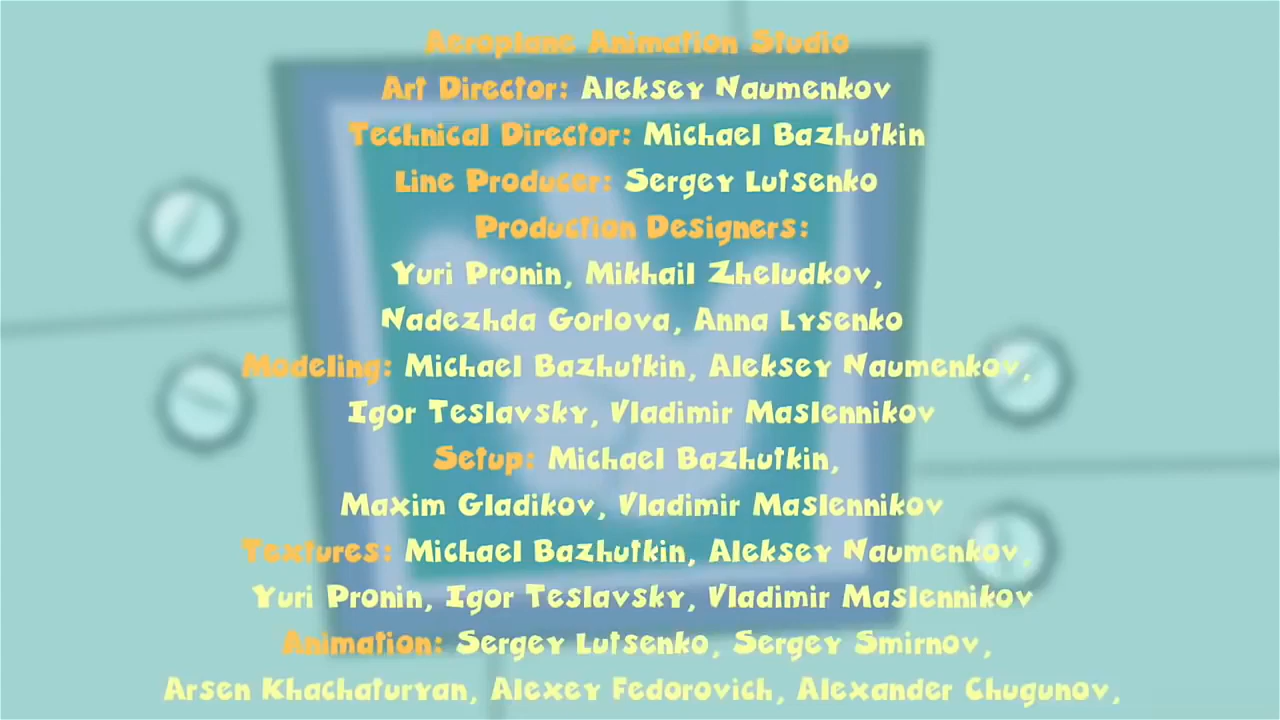 Aeroplane Animation Studio
Art Director: Aleksey Naumenkov
Technical Director: Michael Bazhutkin
Line Producer: Sergey Lutsenko
Production Designers:
Yuri Pronin, Mikhail Zheludkov,
Nadezhda Gorlova, Anna Lysenko
Modeling: Michael Bazhutkin, Aleksey Naumenkov,
Igor Teslavsky, Vladimir Maslennikov
Setup: Michael Bazhutkin,
Maxim Gladikov, Vladimir Maslennikov
Textures: Michael Bazhutkin, Aleksey Naumenkov,
Yuri Pronin, Igor Teslavsky, Vladimir Maslennikov
Animation: Sergey Lutsenko, Sergey Smirnov,
Arsen Khachaturyan, Alexey Fedorovich, Alexander Chugunov,